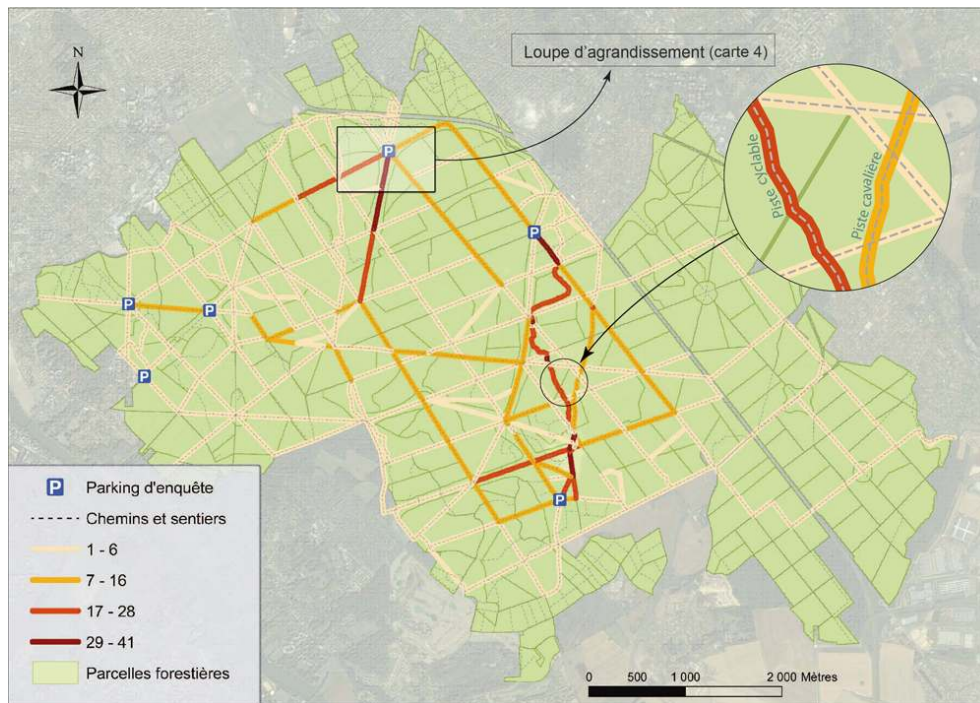 N
Loupe d'agrandissement (carte 4)
P
P
P
P
P
P
Piste cyclable
Piste cavalière
P Parking d'enquête
Chemins et sentiers
1 - 6
7 - 16
17 - 28
29 - 41
Parcelles forestières
0 500 1 000 2 000 Mètres